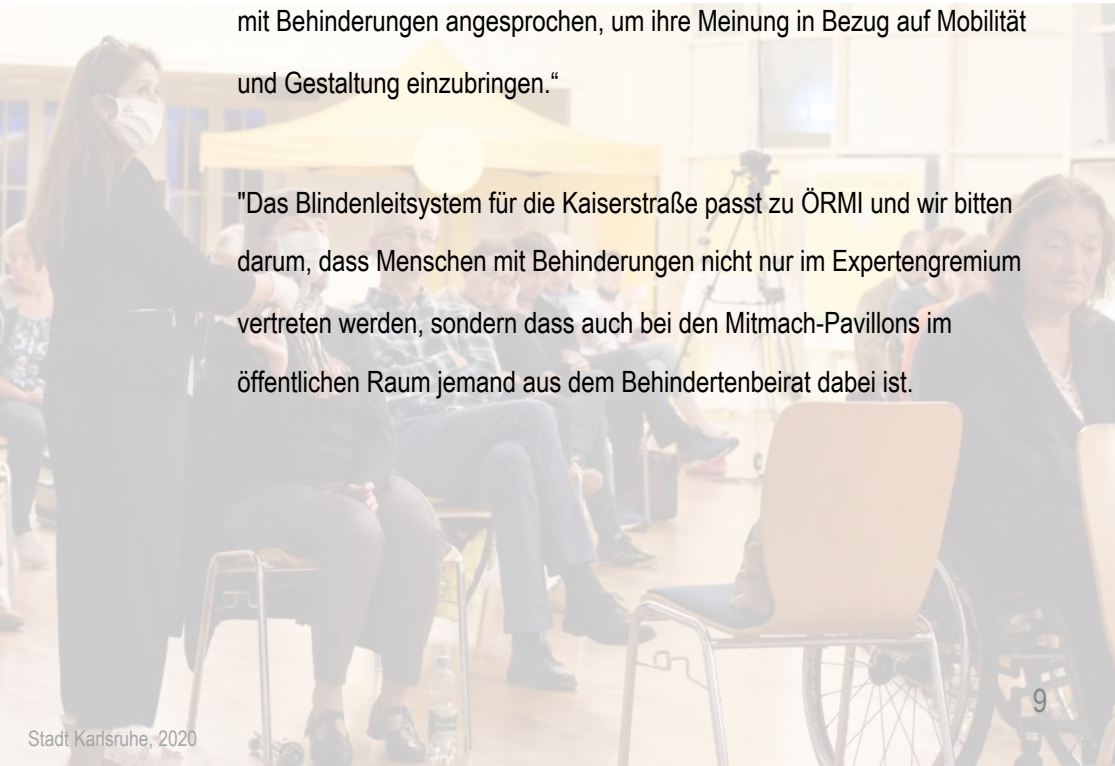 mit Behinderungen angesprochen, um ihre Meinung in Bezug auf Mobilität
und Gestaltung einzubringen.“
"Das Blindenleitsystem für die Kaiserstraße passt zu ÖRMI und wir bitten
darum, dass Menschen mit Behinderungen nicht nur im Expertengremium
vertreten werden, sondern dass auch bei den Mitmach-Pavillons im
öffentlichen Raum jemand aus dem Behindertenbeirat dabei ist.
9
Stadt Karlsruhe, 2020